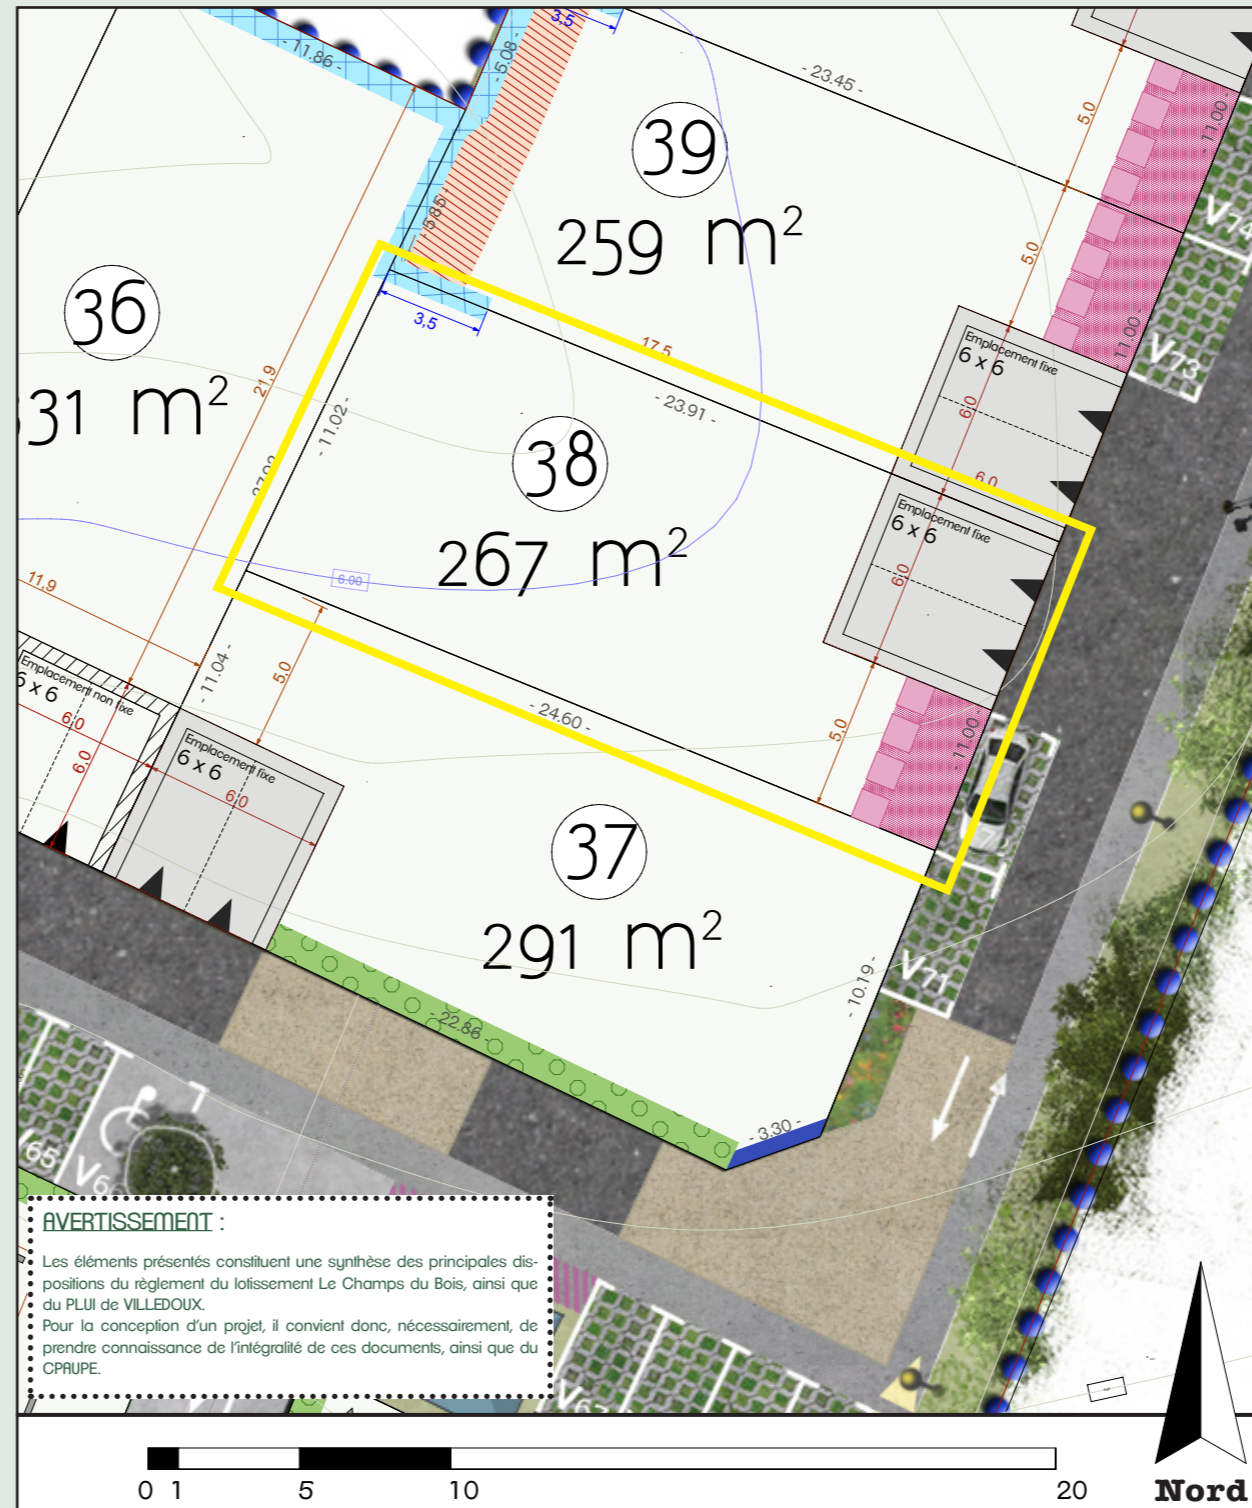 3,5
- 11.86 -
- 5.08 -
- 23.45 -
5,0
- 11.00 -
39
259 m²
- 5.85 -
V74
5,0
36
31 m²
3,5
21,9
17,5
- 11.00 -
V73
Emplacement fixe
6 x 6
6,0
- 23.91 -
- 11.02 -
38
267 m²
6,0
Emplacement fixe
6 x 6
6,0
6.00
11,9
- 11.04 -
5,0
- 24.60 -
5,0
- 11.00 -
Emplacement non fixe
6 x 6
6,0
6,0
Emplacement fixe
6 x 6
6,0
37
291 m²
V71
- 10.19 -
- 22.86 -
- 3.30 -
V65
AVERTISSEMENT :
Les éléments présentés constituent une synthèse des principales dis-
positions du règlement du lotissement Le Champs du Bois, ainsi que
du PLUI de VILLEDOUX.
Pour la conception d'un projet, il convient donc, nécessairement, de
prendre connaissance de l'intégralité de ces documents, ainsi que du
CPAUPE.
0 1 5 10 20
Nord